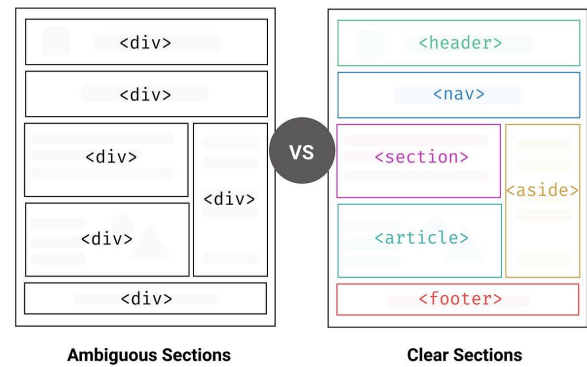 <div>
<div>
<div>
<div>
<div>
<div>
Ambiguous Sections
VS
<header>
<nav>
<section>
<aside>
<article>
<footer>
Clear Sections